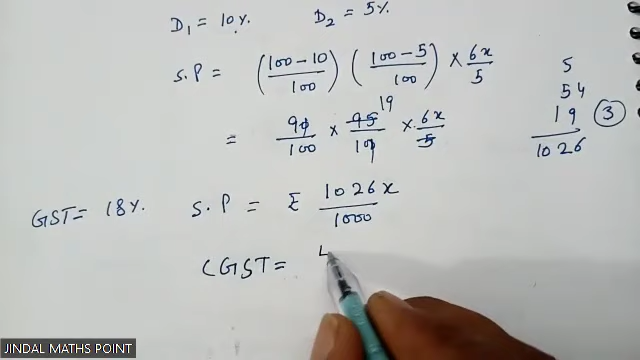 D₁ = 10%. D₂ = 5%
S.P = ((100-10)/100) ((100-5)/100) × 6x/5
= 90/100 × 95/100 × 6x/5
19
5
54
19 ③
1026
GST = 18%. S.P = ₹ 1026x/1000
CGST =
JINDAL MATHS POINT